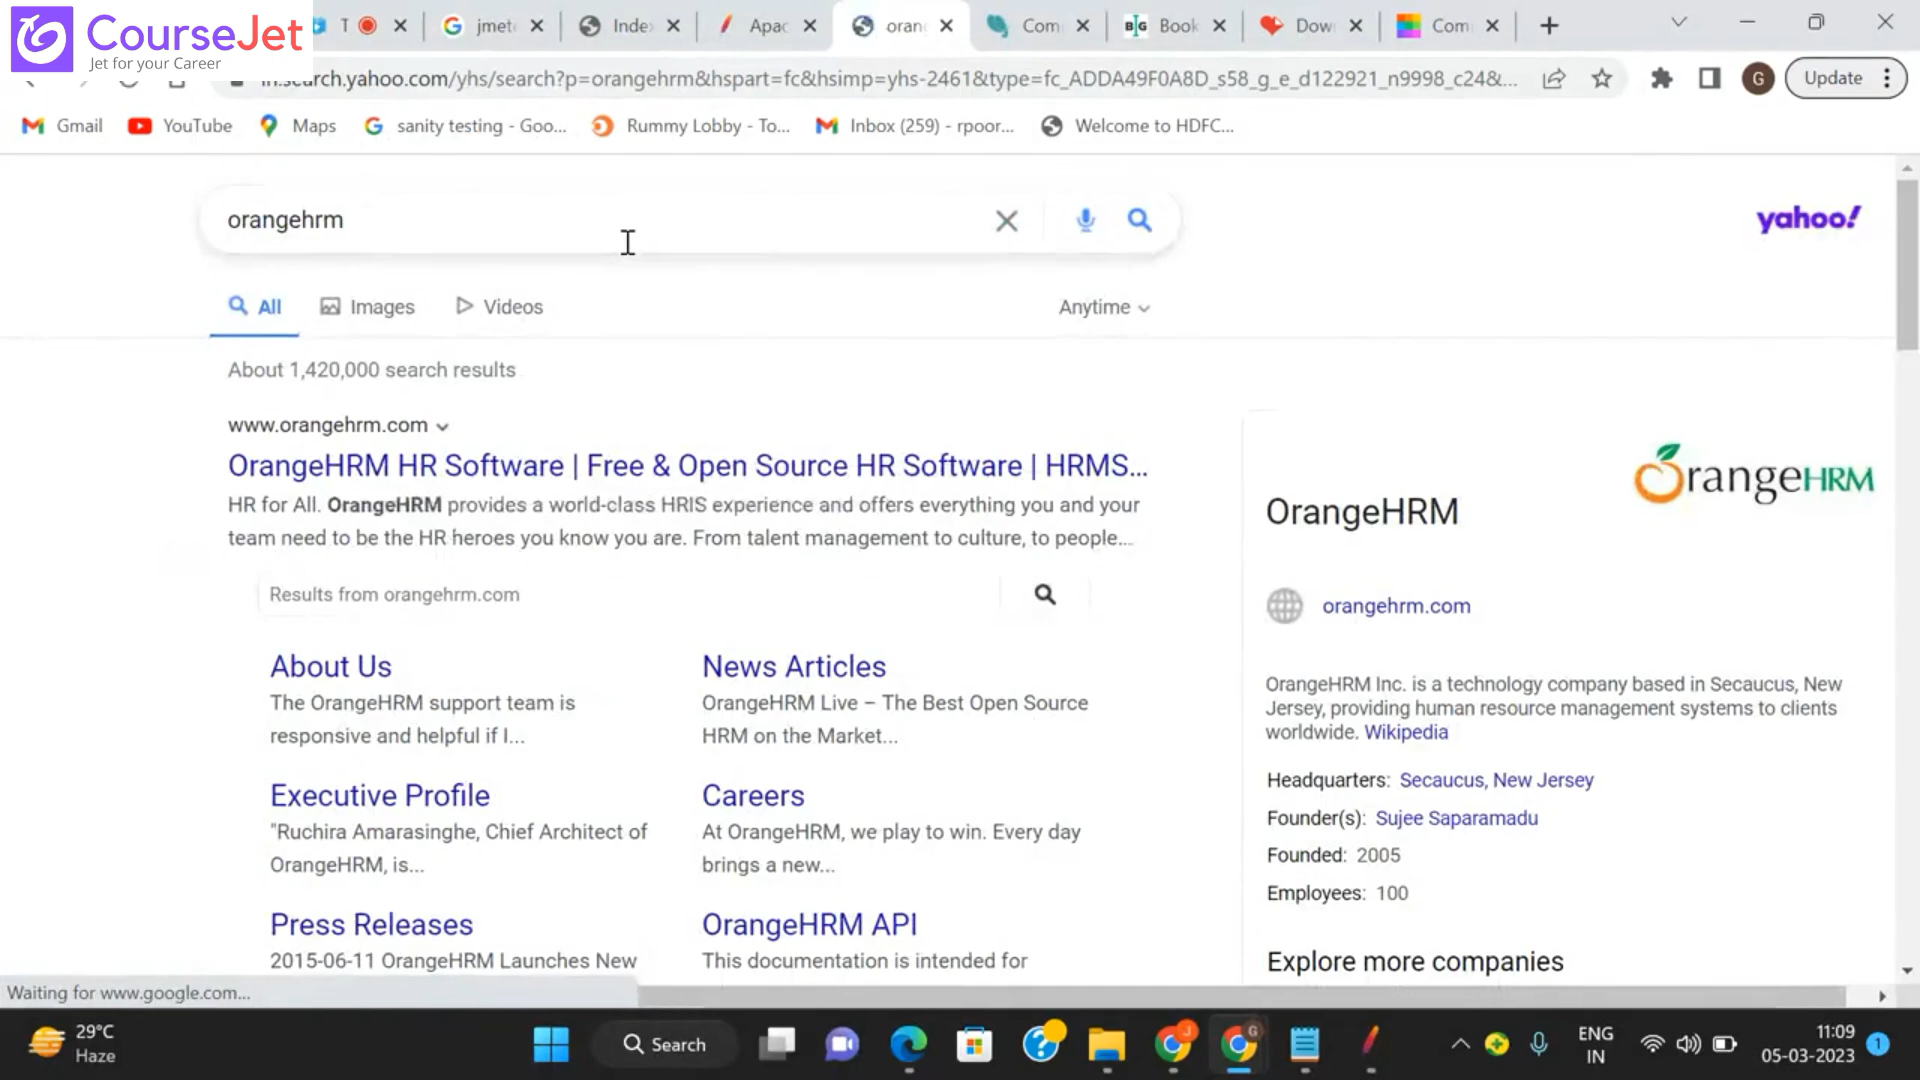 CourseJet
Jet for your Career
T
jmet
Inde
Apac
oran
Com
B|G
Book
Dow
Com
in.search.yahoo.com/yhs/search?p=orangehrm&hspart=fc&hsimp=yhs-2461&type=fc_ADDA49F0A8D_s58_g_e_d122921_n9998_c24&...
G
Update
Gmail
YouTube
Maps
sanity testing - Goo...
Rummy Lobby - To...
Inbox (259) - rpoor...
Welcome to HDFC...
orangehrm
yahoo!
All
Images
Videos
Anytime
About 1,420,000 search results
www.orangehrm.com
OrangeHRM HR Software | Free & Open Source HR Software | HRMS...
HR for All. OrangeHRM provides a world-class HRIS experience and offers everything you and your
team need to be the HR heroes you know you are. From talent management to culture, to people...
Results from orangehrm.com
About Us
The OrangeHRM support team is
responsive and helpful if I...
News Articles
OrangeHRM Live – The Best Open Source
HRM on the Market...
Executive Profile
"Ruchira Amarasinghe, Chief Architect of
OrangeHRM, is...
Careers
At OrangeHRM, we play to win. Every day
brings a new...
Press Releases
2015-06-11 OrangeHRM Launches New
OrangeHRM API
This documentation is intended for
OrangeHRM
OrangeHRM
orangehrm.com
OrangeHRM Inc. is a technology company based in Secaucus, New
Jersey, providing human resource management systems to clients
worldwide. Wikipedia
Headquarters: Secaucus, New Jersey
Founder(s): Sujee Saparamadu
Founded: 2005
Employees: 100
Explore more companies
Waiting for www.google.com...
29°C
Haze
Search
J
G
ENG
IN
11:09
05-03-2023
1